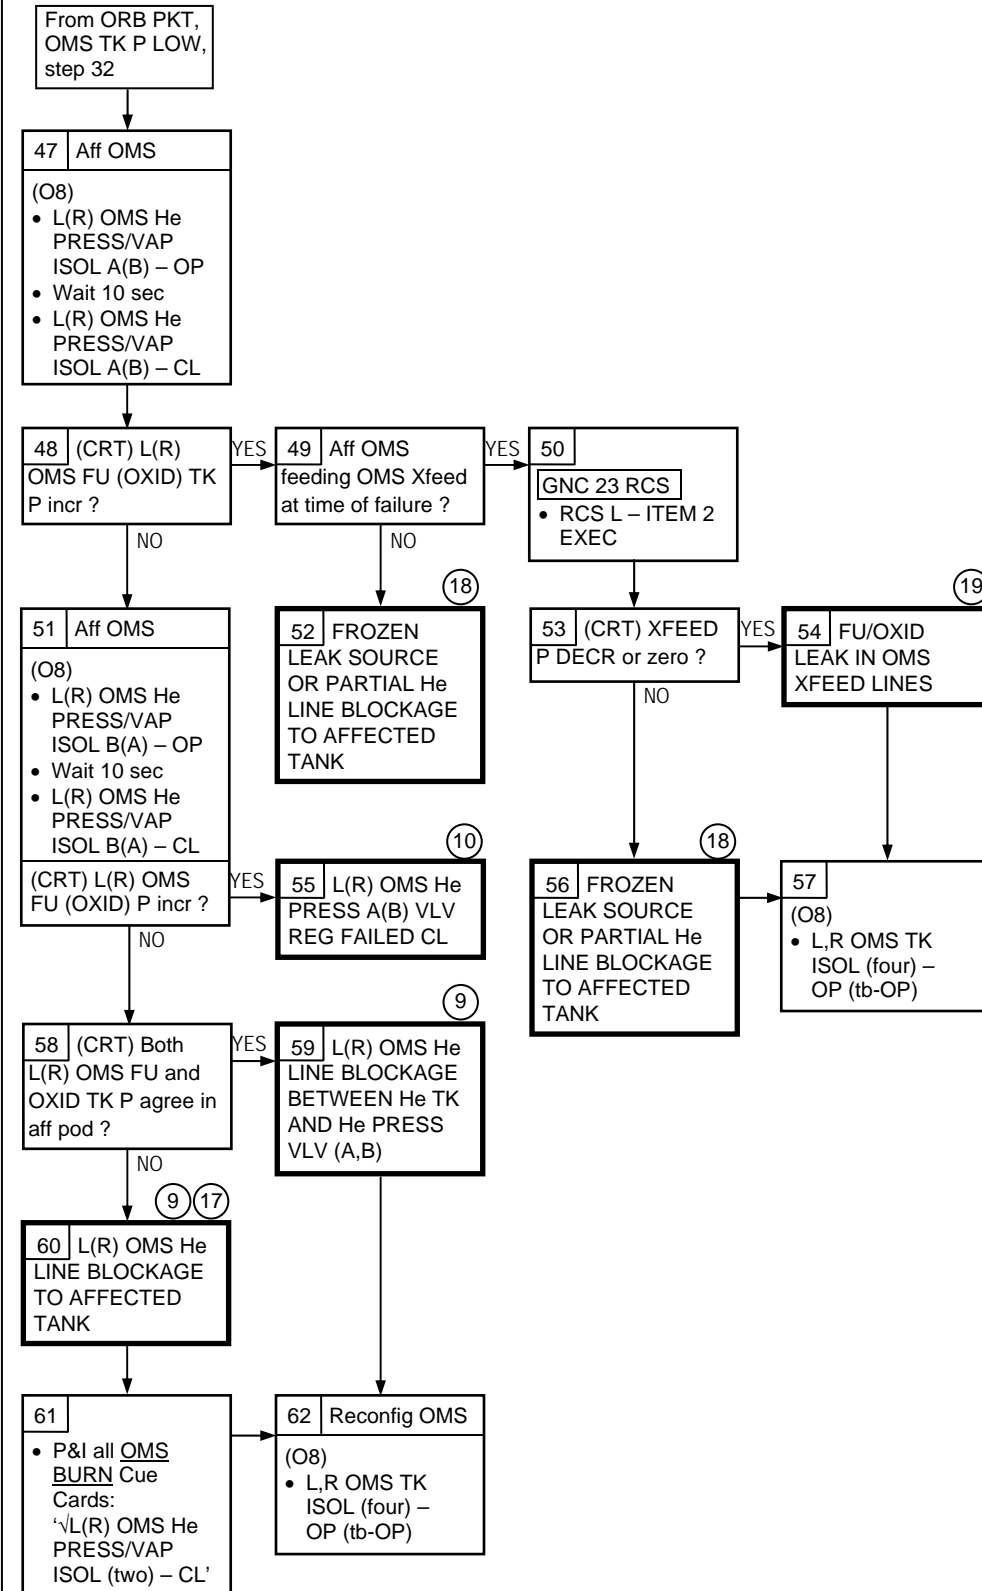 From ORB PKT,
OMS TK P LOW,
step 32
47 Aff OMS
(O8)
• L(R) OMS He
PRESS/VAP
ISOL A(B) – OP
• Wait 10 sec
• L(R) OMS He
PRESS/VAP
ISOL A(B) – CL
48 (CRT) L(R)
OMS FU (OXID) TK
P incr ?
YES
NO
49 Aff OMS
feeding OMS Xfeed
at time of failure ?
YES
NO
50
GNC 23 RCS
• RCS L – ITEM 2
EXEC
51 Aff OMS
(O8)
• L(R) OMS He
PRESS/VAP
ISOL B(A) – OP
• Wait 10 sec
• L(R) OMS He
PRESS/VAP
ISOL B(A) – CL
(CRT) L(R) OMS
FU (OXID) P incr ?
YES
NO
18
52 FROZEN
LEAK SOURCE
OR PARTIAL He
LINE BLOCKAGE
TO AFFECTED
TANK
53 (CRT) XFEED
P DECR or zero ?
YES
NO
19
54 FU/OXID
LEAK IN OMS
XFEED LINES
10
55 L(R) OMS He
PRESS A(B) VLV
REG FAILED CL
18
56 FROZEN
LEAK SOURCE
OR PARTIAL He
LINE BLOCKAGE
TO AFFECTED
TANK
57
(O8)
• L,R OMS TK
ISOL (four) –
OP (tb-OP)
58 (CRT) Both
L(R) OMS FU and
OXID TK P agree in
aff pod ?
YES
NO
9
59 L(R) OMS He
LINE BLOCKAGE
BETWEEN He TK
AND He PRESS
VLV (A,B)
9 17
60 L(R) OMS He
LINE BLOCKAGE
TO AFFECTED
TANK
61
• P&I all OMS
BURN Cue
Cards:
‘√L(R) OMS He
PRESS/VAP
ISOL (two) – CL’
62 Reconfig OMS
(O8)
• L,R OMS TK
ISOL (four) –
OP (tb-OP)